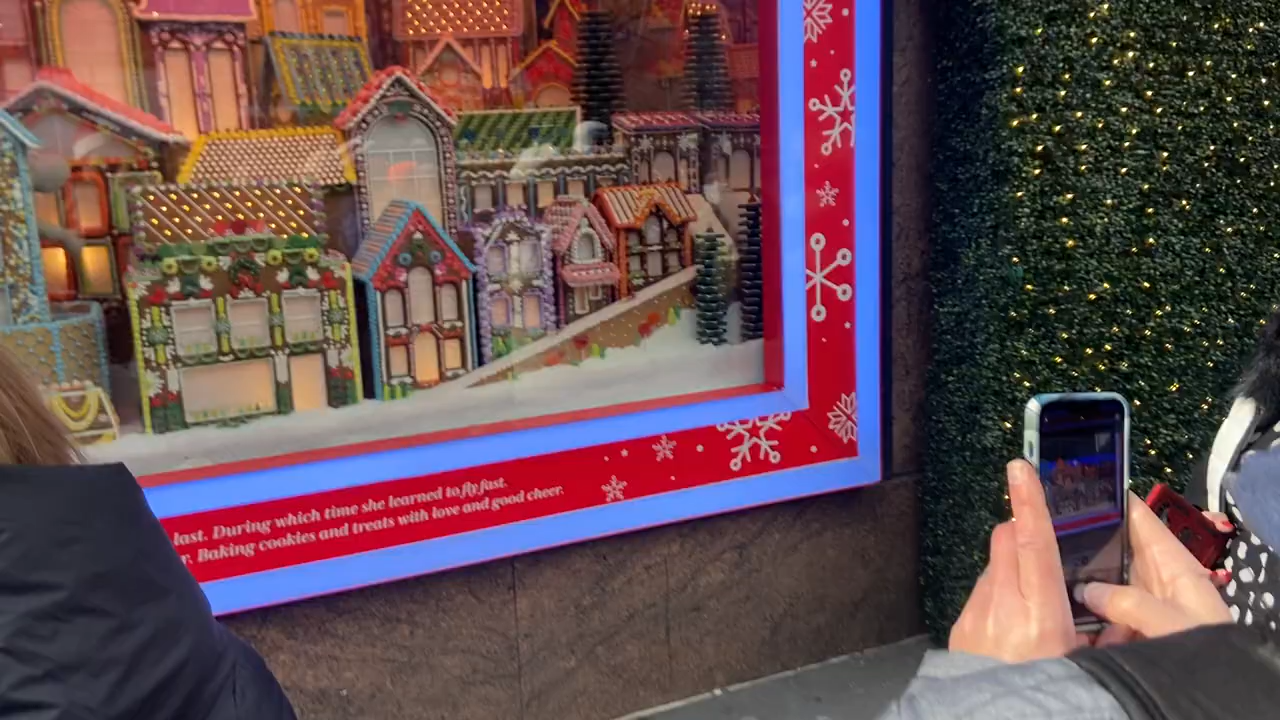 last. During which time she learned to fly fast.
r. Baking cookies and treats with love and good cheer.